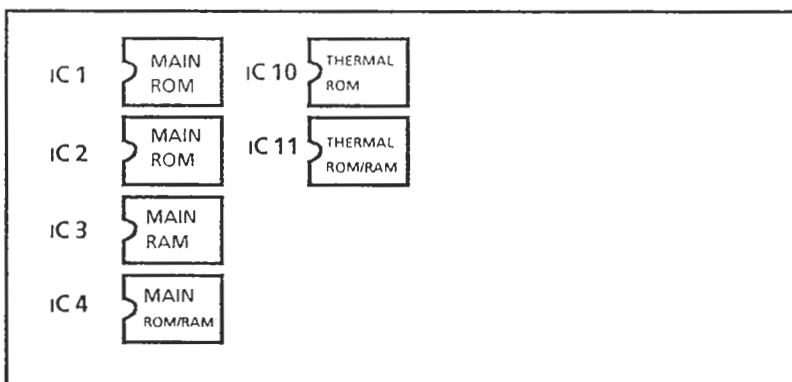 IC 1
MAIN
ROM
IC 10
THERMAL
ROM
IC 2
MAIN
ROM
IC 11
THERMAL
ROM/RAM
IC 3
MAIN
RAM
IC 4
MAIN
ROM/RAM